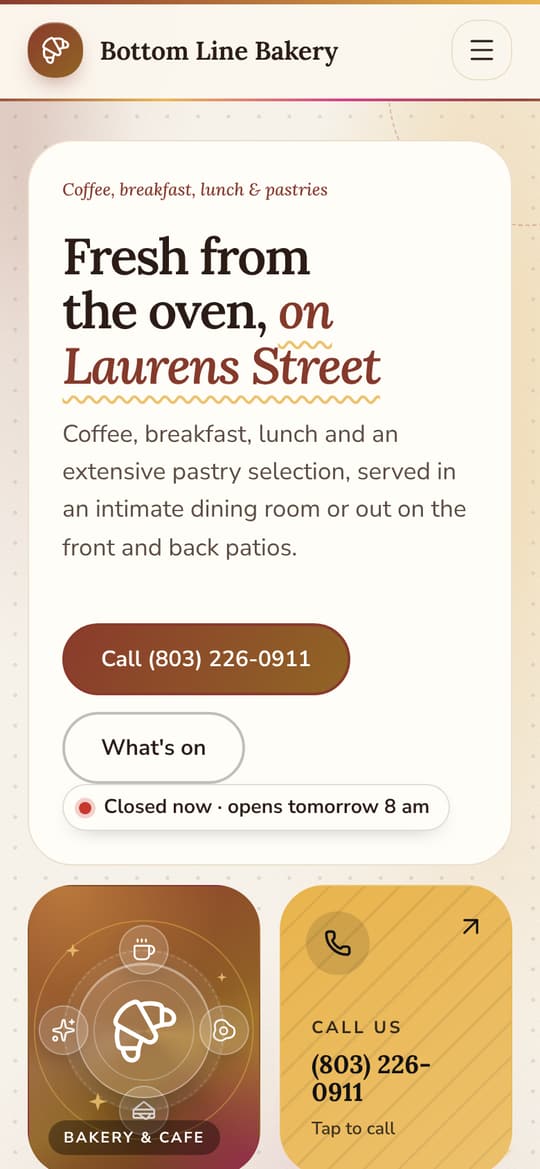 Bottom Line Bakery
Coffee, breakfast, lunch & pastries
Fresh from
the oven, on
Laurens Street
Coffee, breakfast, lunch and an
extensive pastry selection, served in
an intimate dining room or out on the
front and back patios.
Call (803) 226-0911
What's on
Closed now · opens tomorrow 8 am
BAKERY & CAFE
CALL US
(803) 226-
0911
Tap to call